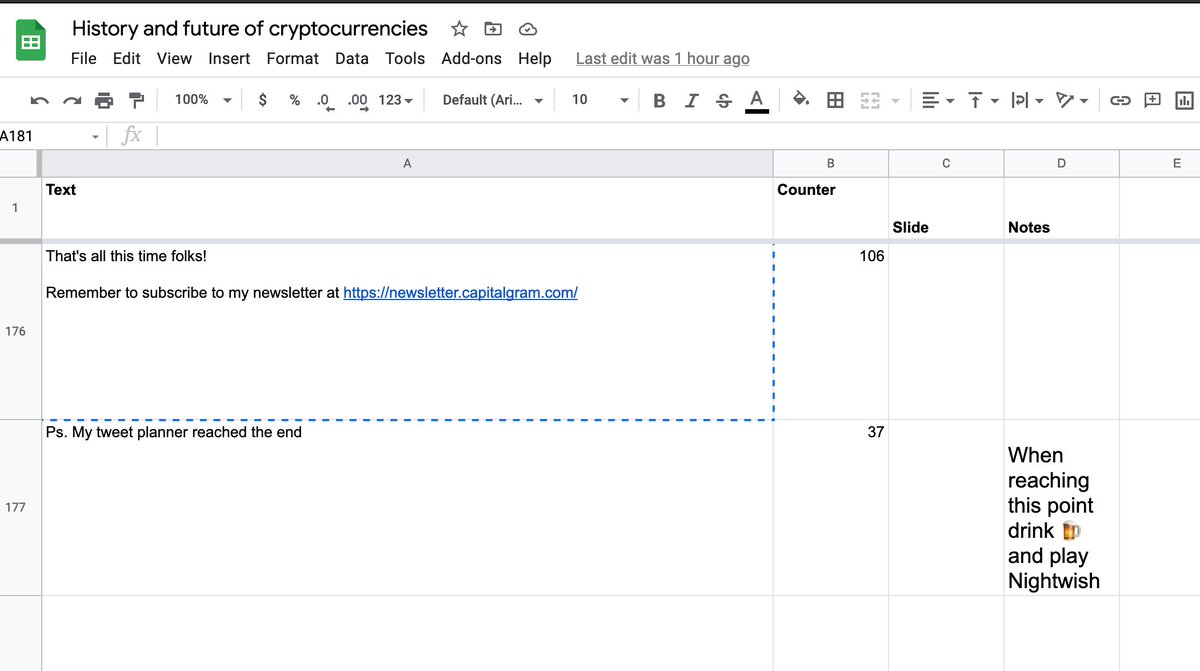 History and future of cryptocurrencies
File Edit View Insert Format Data Tools Add-ons Help Last edit was 1 hour ago
100% $ % .0 .00 123 Default (Ari... 10 B I S A
A181 fx
A B C D E
1 Text Counter Slide Notes
176 That's all this time folks! 106
Remember to subscribe to my newsletter at https://newsletter.capitalgram.com/
177 Ps. My tweet planner reached the end 37
When
reaching
this point
drink 🍺
and play
Nightwish